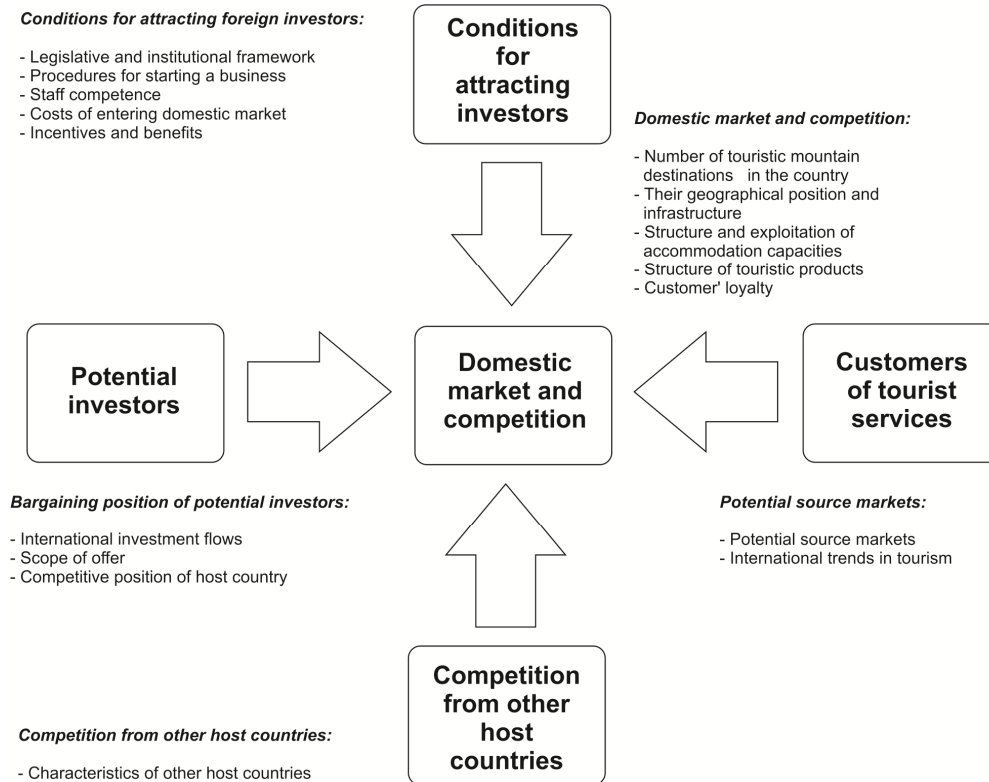 Conditions for attracting foreign investors:
- Legislative and institutional framework
- Procedures for starting a business
- Staff competence
- Costs of entering domestic market
- Incentives and benefits
Conditions
for
attracting
investors
Domestic market and competition:
- Number of touristic mountain
destinations in the country
- Their geographical position and
infrastructure
- Structure and exploitation of
accommodation capacities
- Structure of touristic products
- Customer' loyalty
Potential
investors
Domestic
market and
competition
Customers
of tourist
services
Bargaining position of potential investors:
- International investment flows
- Scope of offer
- Competitive position of host country
Potential source markets:
- Potential source markets
- International trends in tourism
Competition
from other
host
countries
Competition from other host countries:
- Characteristics of other host countries